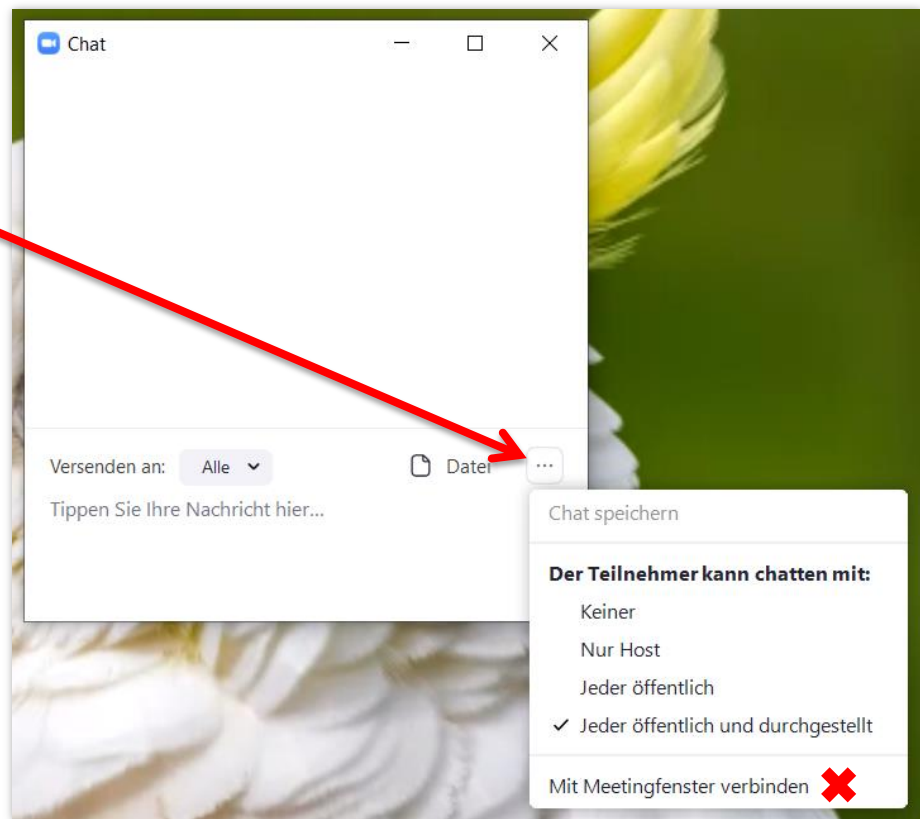 Chat
Versenden an: Alle Datei ...
Tippen Sie Ihre Nachricht hier...
Chat speichern
Der Teilnehmer kann chatten mit:
Keiner
Nur Host
Jeder öffentlich
Jeder öffentlich und durchgestellt
Mit Meetingfenster verbinden